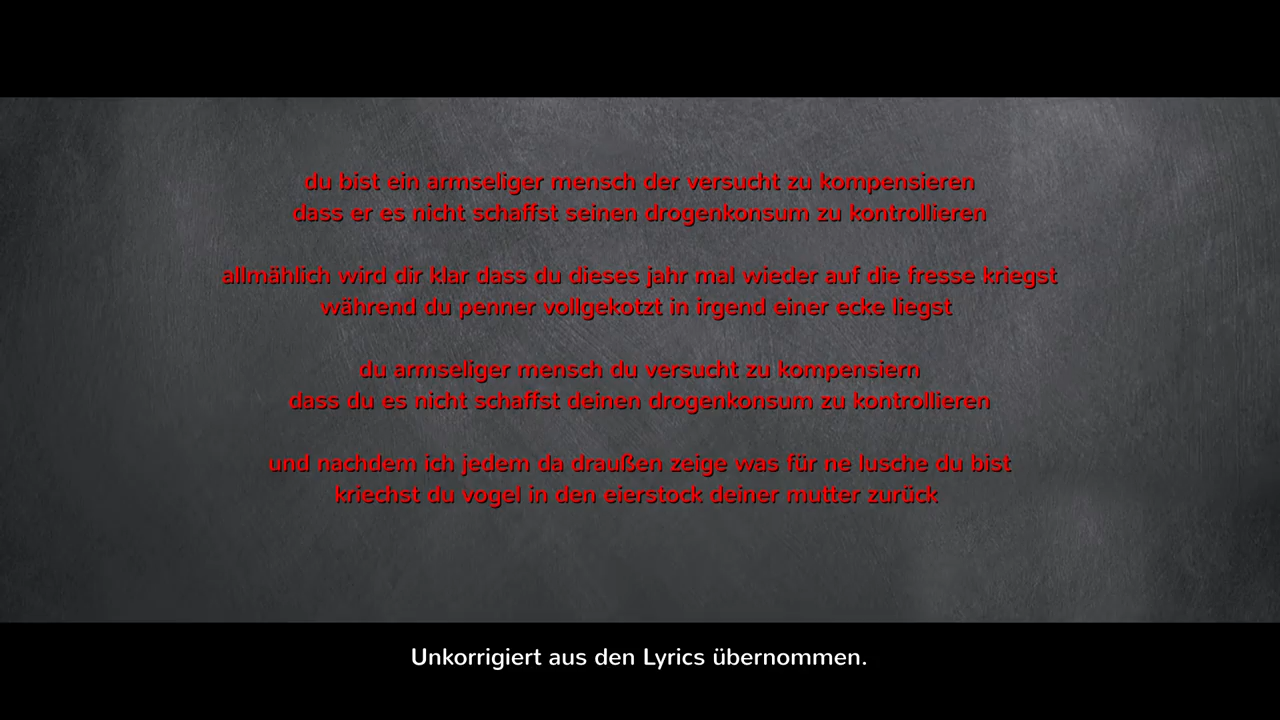 du bist ein armseliger mensch der versucht zu kompensieren
dass er es nicht schaffst seinen drogenkonsum zu kontrollieren
allmählich wird dir klar dass du dieses jahr mal wieder auf die fresse kriegst
während du penner vollgekotzt in irgend einer ecke liegst
du armseliger mensch du versucht zu kompensiern
dass du es nicht schaffst deinen drogenkonsum zu kontrollieren
und nachdem ich jedem da draußen zeige was für ne lusche du bist
kriechst du vogel in den eierstock deiner mutter zurück
Unkorrigiert aus den Lyrics übernommen.